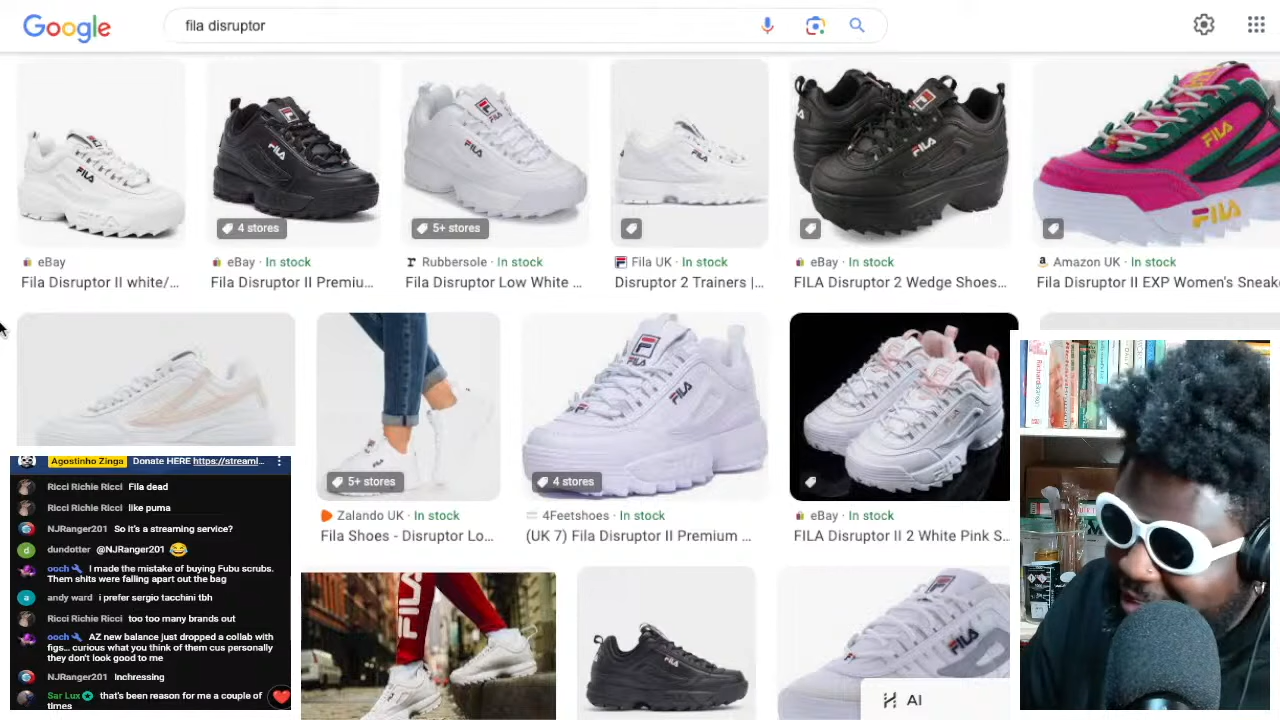 Google
fila disruptor
4 stores
5+ stores
eBay
eBay · In stock
Rubbersole · In stock
Fila UK · In stock
eBay · In stock
Amazon UK · In stock
Fila Disruptor II white/...
Fila Disruptor II Premiu...
Fila Disruptor Low White ...
Disruptor 2 Trainers |...
FILA Disruptor 2 Wedge Shoes...
Fila Disruptor II EXP Women's Sneake
5+ stores
4 stores
Zalando UK · In stock
4Feetshoes · In stock
eBay · In stock
Fila Shoes - Disruptor Lo...
(UK 7) Fila Disruptor II Premium ...
FILA Disruptor II 2 White Pink S...
FILA
AI
Agostinho Zinga Donate HERE https://streaml...
Ricci Richie Ricci Fila dead
Ricci Richie Ricci like puma
NJRanger201 So it's a streaming service?
dundotter @NJRanger201 😂
ooch I made the mistake of buying Fubu scrubs.
Them shits were falling apart out the bag
andy ward i prefer sergio tacchini tbh
Ricci Richie Ricci too too many brands out
ooch AZ new balance just dropped a collab with
figs... curious what you think of them cus personally
they don't look good to me
NJRanger201 Inchressing
Sar Lux that's been reason for me a couple of
times